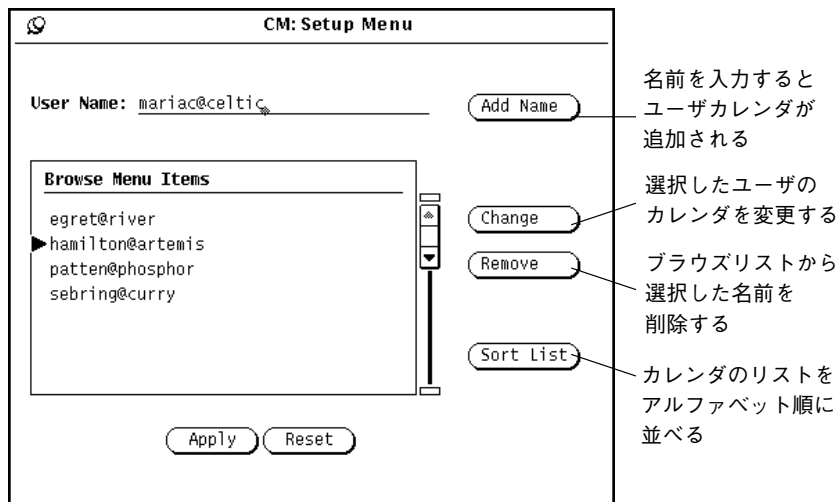 CM: Setup Menu
User Name: mariac@celtic
Add Name
名前を入力すると
ユーザカレンダが
追加される
Browse Menu Items
egret@river
hamilton@artemis
patten@phosphor
sebring@curry
Change
選択したユーザの
カレンダを変更する
Remove
ブラウズリストから
選択した名前を
削除する
Sort List
カレンダのリストを
アルファベット順に
並べる
Apply
Reset